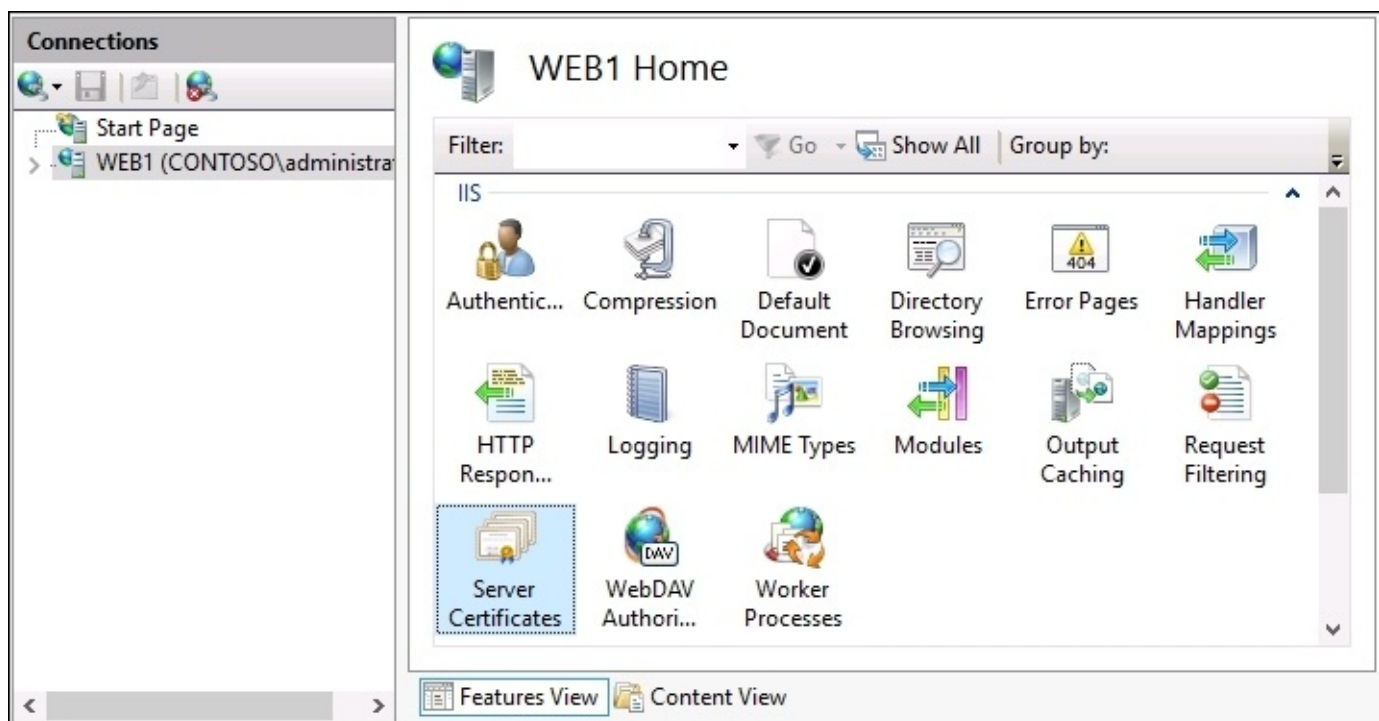 Connections
Start Page
WEB1 (CONTOSO\administra
WEB1 Home
Filter:
Go
Show All
Group by:
IIS
Authentic...
Compression
Default
Document
Directory
Browsing
404
Error Pages
Handler
Mappings
HTTP
Respon...
Logging
MIME Types
Modules
Output
Caching
Request
Filtering
Server
Certificates
DAV
WebDAV
Authori...
Worker
Processes
Features View
Content View